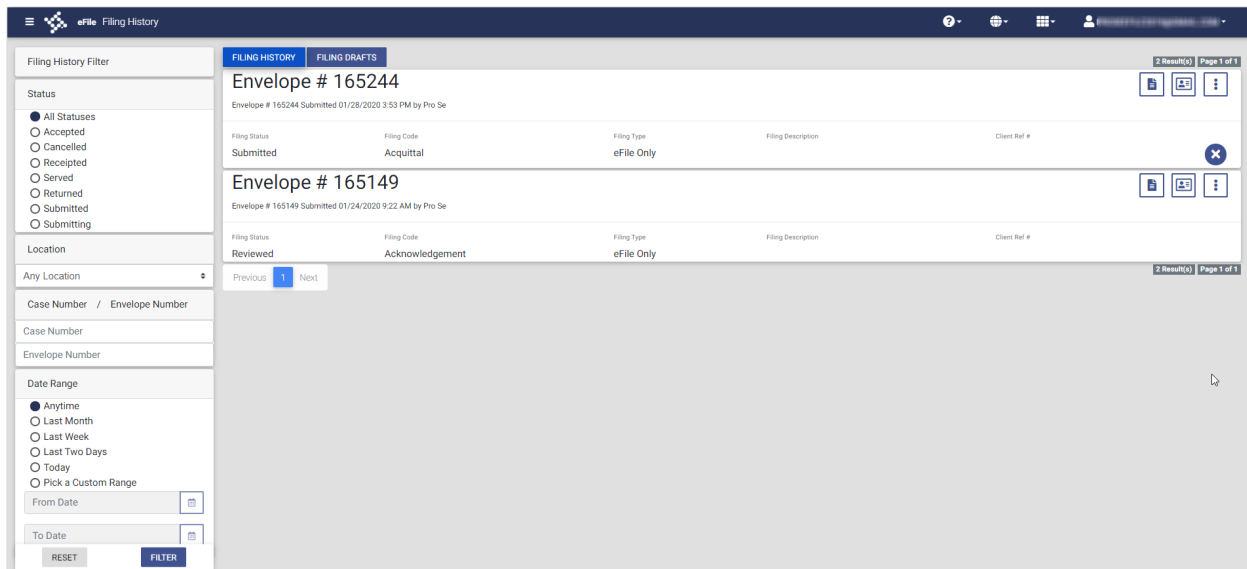 eFile Filing History
Filing History Filter
Status
All Statuses
Accepted
Cancelled
Receipted
Served
Returned
Submitted
Submitting
Location
Any Location
Case Number / Envelope Number
Case Number
Envelope Number
Date Range
Anytime
Last Month
Last Week
Last Two Days
Today
Pick a Custom Range
From Date
To Date
RESET FILTER
FILING HISTORY FILING DRAFTS
2 Result(s) Page 1 of 1
Envelope # 165244
Envelope # 165244 Submitted 01/28/2020 3:53 PM by Pro Se
Filing Status Filing Code Filing Type Filing Description Client Ref #
Submitted Acquittal eFile Only
Envelope # 165149
Envelope # 165149 Submitted 01/24/2020 9:22 AM by Pro Se
Filing Status Filing Code Filing Type Filing Description Client Ref #
Reviewed Acknowledgement eFile Only
Previous 1 Next
2 Result(s) Page 1 of 1